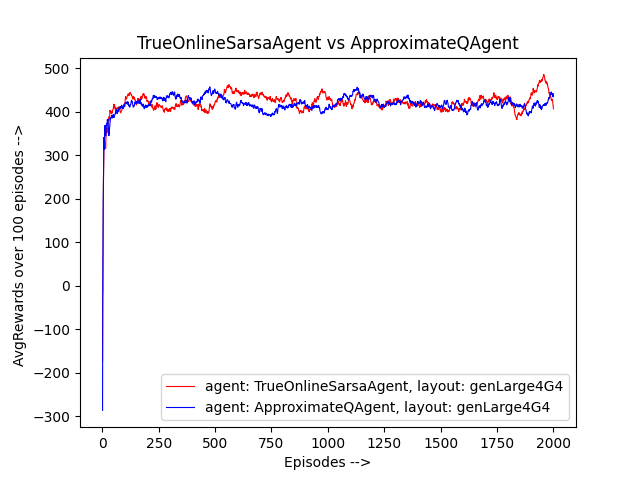 TrueOnlineSarsaAgent vs ApproximateQAgent
AvgRewards over 100 episodes -->
500
400
300
200
100
0
−100
−200
−300
agent: TrueOnlineSarsaAgent, layout: genLarge4G4
agent: ApproximateQAgent, layout: genLarge4G4
0 250 500 750 1000 1250 1500 1750 2000
Episodes -->